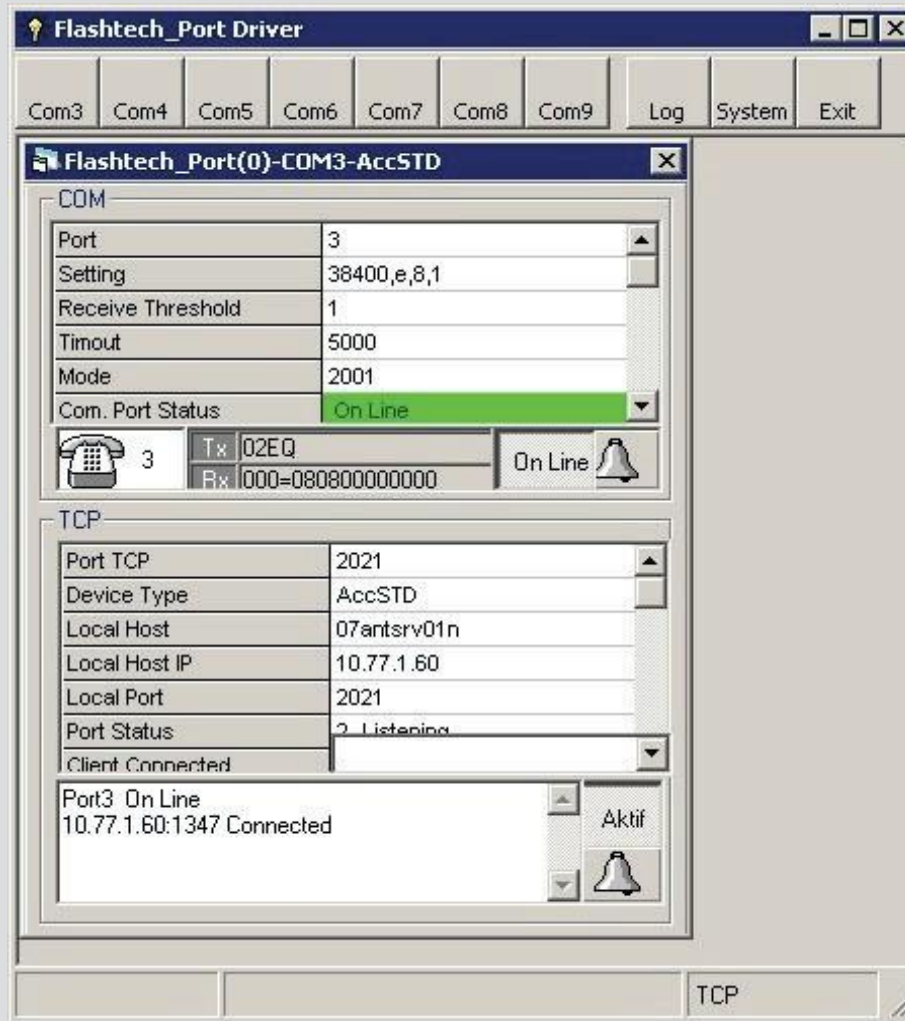 Flashtech_Port Driver
Com3 Com4 Com5 Com6 Com7 Com8 Com9 Log System Exit
Flashtech_Port(0)-COM3-AccSTD
COM
Port 3
Setting 38400,e,8,1
Receive Threshold 1
Timout 5000
Mode 2001
Com. Port Status On Line
3 Tx 02EQ On Line
Rx 000=080800000000
TCP
Port TCP 2021
Device Type AccSTD
Local Host 07antsrv01n
Local Host IP 10.77.1.60
Local Port 2021
Port Status 2 Listening
Client Connected
Port3 On Line
10.77.1.60:1347 Connected
Aktif
TCP